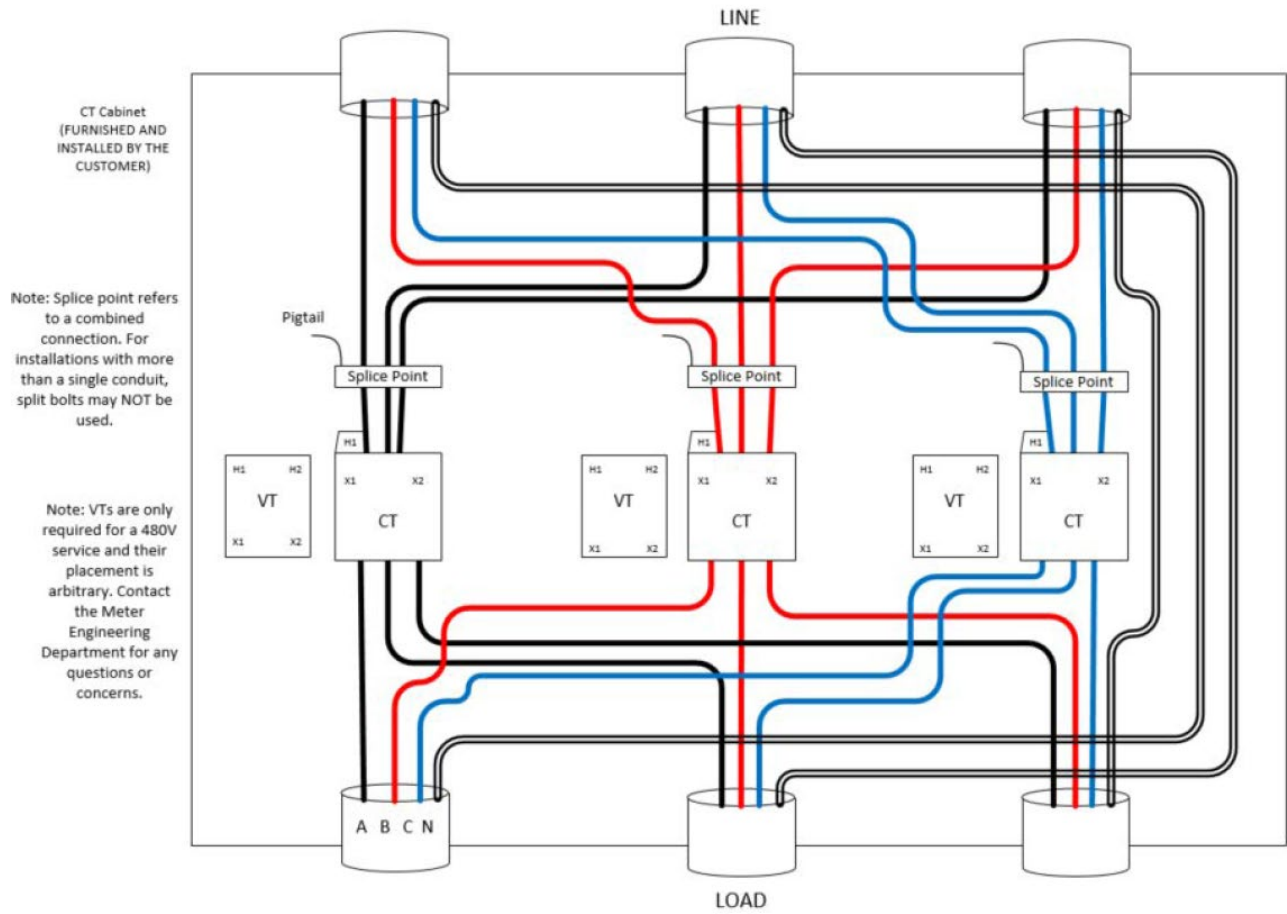 LINE
CT Cabinet
(FURNISHED AND
INSTALLED BY THE
CUSTOMER)
Note: Splice point refers
to a combined
connection. For
installations with more
than a single conduit,
split bolts may NOT be
used.
Pigtail
Splice Point
Splice Point
Splice Point
H1
H1
H1
H1 H2
VT
X1 X2
X1 X2
CT
H1 H2
VT
X1 X2
X1 X2
CT
H1 H2
VT
X1 X2
X1 X2
CT
Note: VTs are only
required for a 480V
service and their
placement is
arbitrary. Contact
the Meter
Engineering
Department for any
questions or
concerns.
A B C N
LOAD